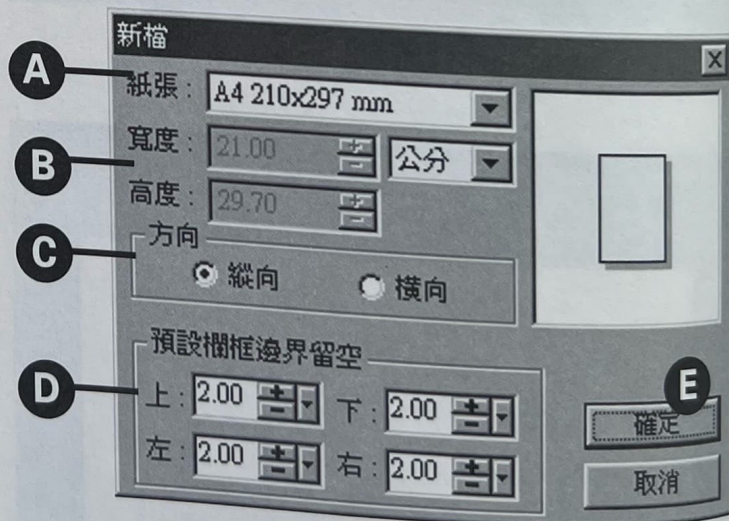 新檔
A
紙張： A4 210x297 mm
B
寬度： 21.00 公分
高度： 29.70
C
方向
縱向 橫向
D
預設欄框邊界留空
上： 2.00 下： 2.00
左： 2.00 右： 2.00
E
確定
取消